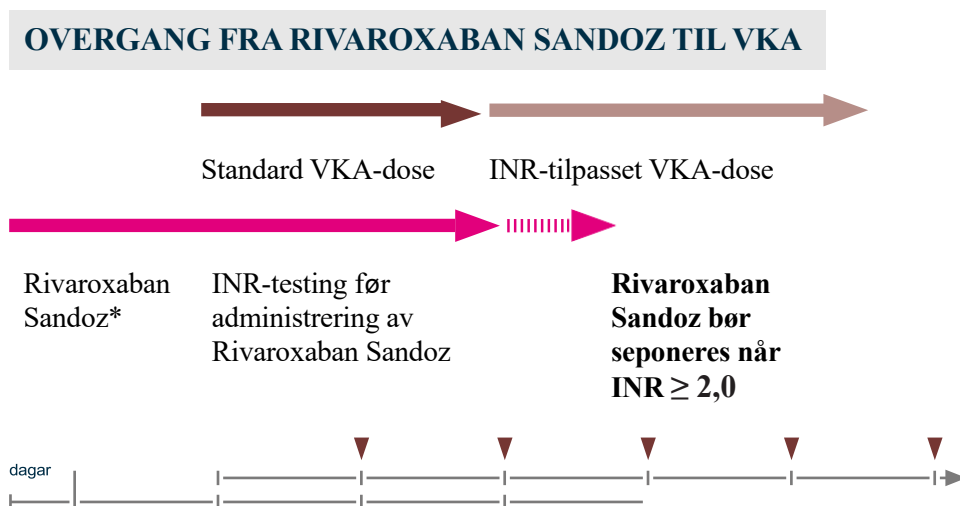 OVERGANG FRA RIVAROXABAN SANDOZ TIL VKA
Standard VKA-dose
INR-tilpasset VKA-dose
Rivaroxaban
Sandoz*
INR-testing før
administrering av
Rivaroxaban Sandoz
Rivaroxaban
Sandoz bør
seponeres når
INR ≥ 2,0
dagar